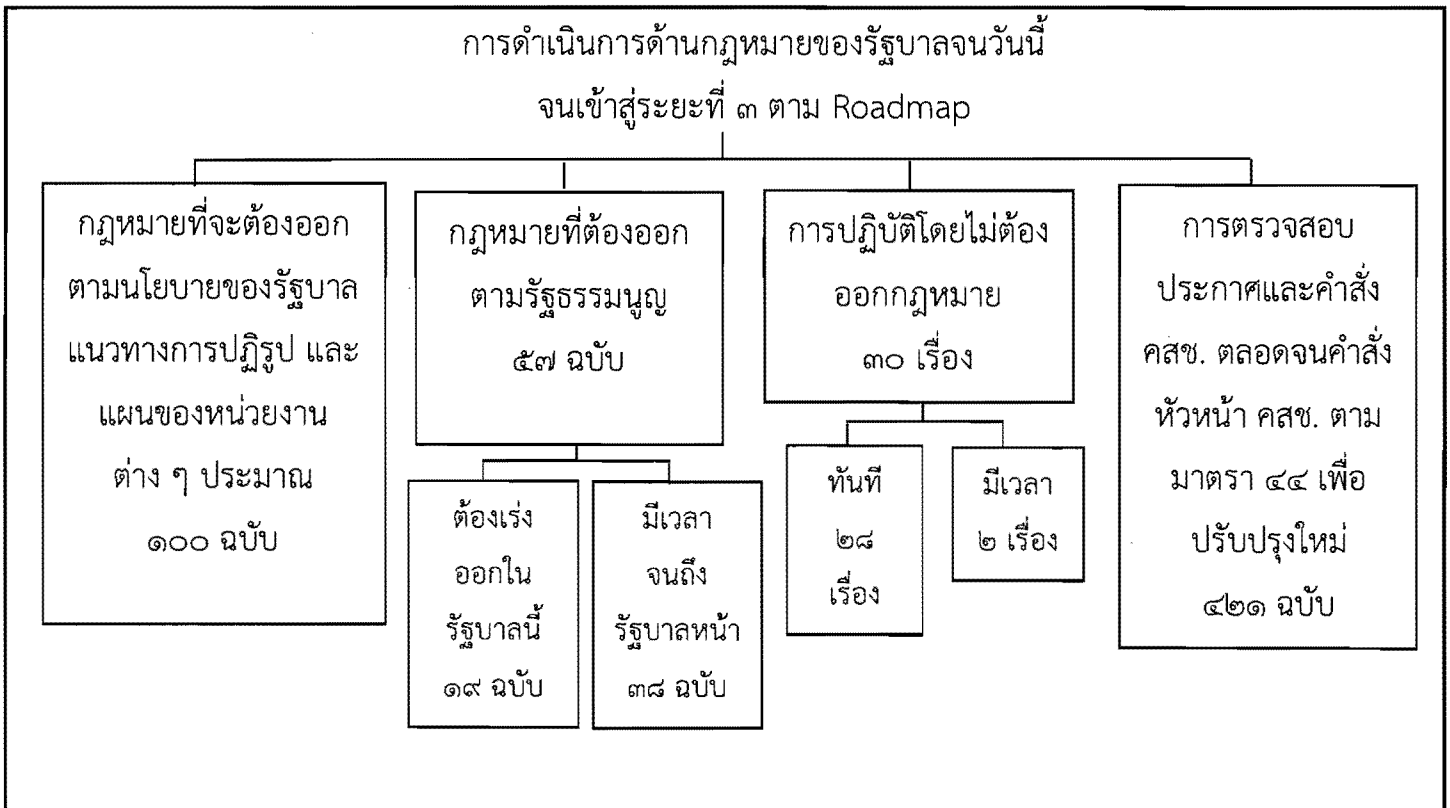 การดำเนินการด้านกฎหมายของรัฐบาลจนวันนี้
จนเข้าสู่ระยะที่ ๓ ตาม Roadmap
กฎหมายที่จะต้องออก
ตามนโยบายของรัฐบาล
แนวทางการปฏิรูป และ
แผนของหน่วยงาน
ต่าง ๆ ประมาณ
๑๐๐ ฉบับ
กฎหมายที่ต้องออก
ตามรัฐธรรมนูญ
๕๗ ฉบับ
ต้องเร่ง
ออกใน
รัฐบาลนี้
๑๙ ฉบับ
มีเวลา
จนถึง
รัฐบาลหน้า
๓๘ ฉบับ
การปฏิบัติโดยไม่ต้อง
ออกกฎหมาย
๓๐ เรื่อง
ทันที
๒๘
เรื่อง
มีเวลา
๒ เรื่อง
การตรวจสอบ
ประกาศและคำสั่ง
คสช. ตลอดจนคำสั่ง
หัวหน้า คสช. ตาม
มาตรา ๔๔ เพื่อ
ปรับปรุงใหม่
๔๒๑ ฉบับ